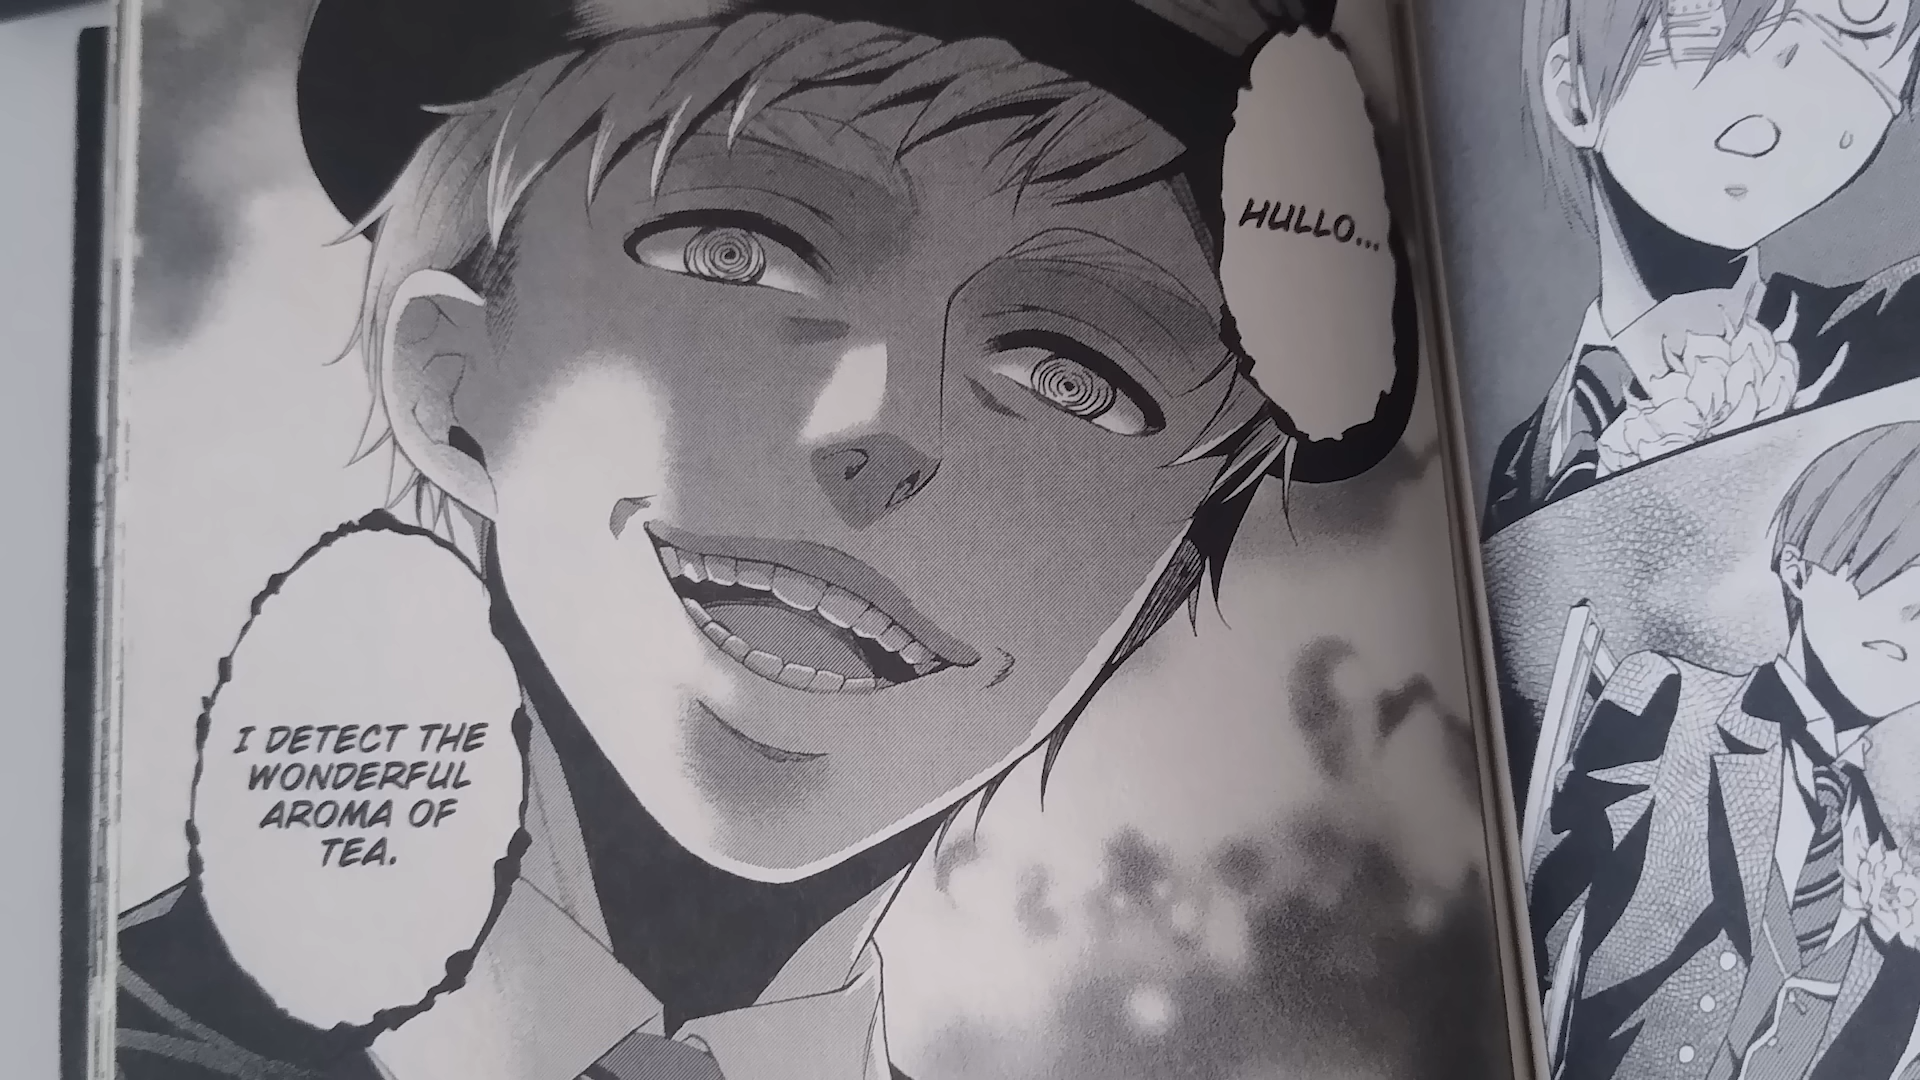 HULLO...
I DETECT THE
WONDERFUL
AROMA OF
TEA.